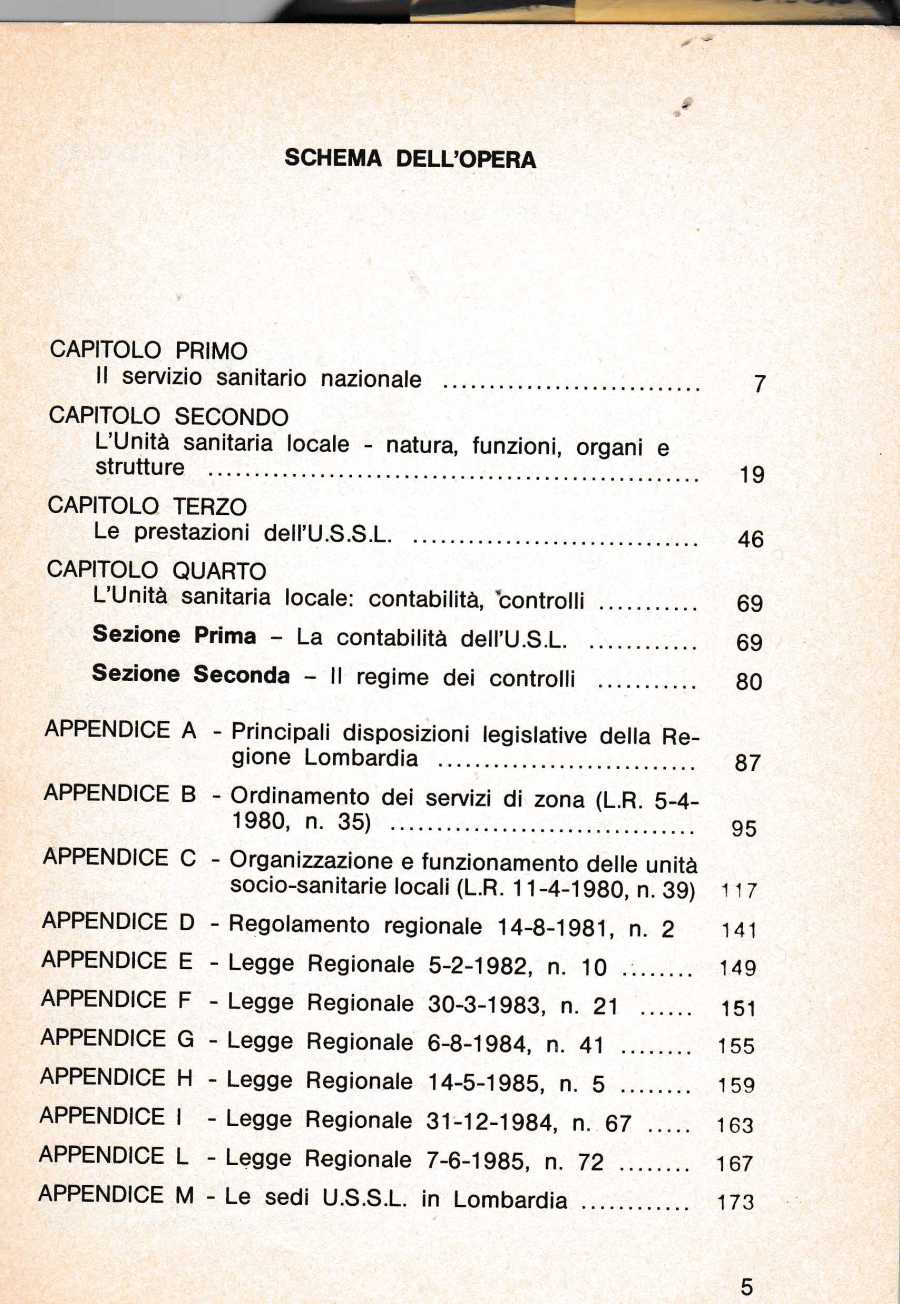 SCHEMA DELL'OPERA
CAPITOLO PRIMO
Il servizio sanitario nazionale ............................ 7
CAPITOLO SECONDO
L'Unità sanitaria locale - natura, funzioni, organi e
strutture ..................................................... 19
CAPITOLO TERZO
Le prestazioni dell'U.S.S.L. ............................... 46
CAPITOLO QUARTO
L'Unità sanitaria locale: contabilità, controlli ........... 69
Sezione Prima – La contabilità dell'U.S.L. ............ 69
Sezione Seconda – Il regime dei controlli ........... 80
APPENDICE A - Principali disposizioni legislative della Re-
gione Lombardia ............................ 87
APPENDICE B - Ordinamento dei servizi di zona (L.R. 5-4-
1980, n. 35) ................................. 95
APPENDICE C - Organizzazione e funzionamento delle unità
socio-sanitarie locali (L.R. 11-4-1980, n. 39) 117
APPENDICE D - Regolamento regionale 14-8-1981, n. 2 141
APPENDICE E - Legge Regionale 5-2-1982, n. 10 ........ 149
APPENDICE F - Legge Regionale 30-3-1983, n. 21 ...... 151
APPENDICE G - Legge Regionale 6-8-1984, n. 41 ........ 155
APPENDICE H - Legge Regionale 14-5-1985, n. 5 ........ 159
APPENDICE I - Legge Regionale 31-12-1984, n. 67 ..... 163
APPENDICE L - Legge Regionale 7-6-1985, n. 72 ........ 167
APPENDICE M - Le sedi U.S.S.L. in Lombardia ............ 173
5